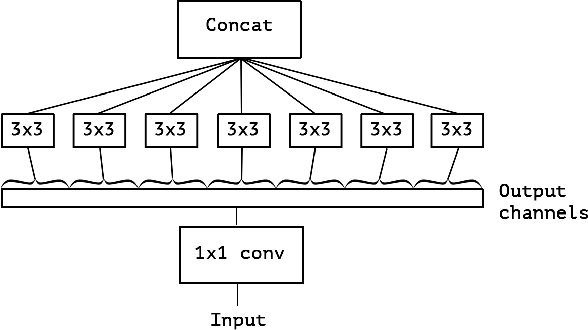 Concat
3x3 3x3 3x3 3x3 3x3 3x3 3x3
Output
channels
1x1 conv
Input